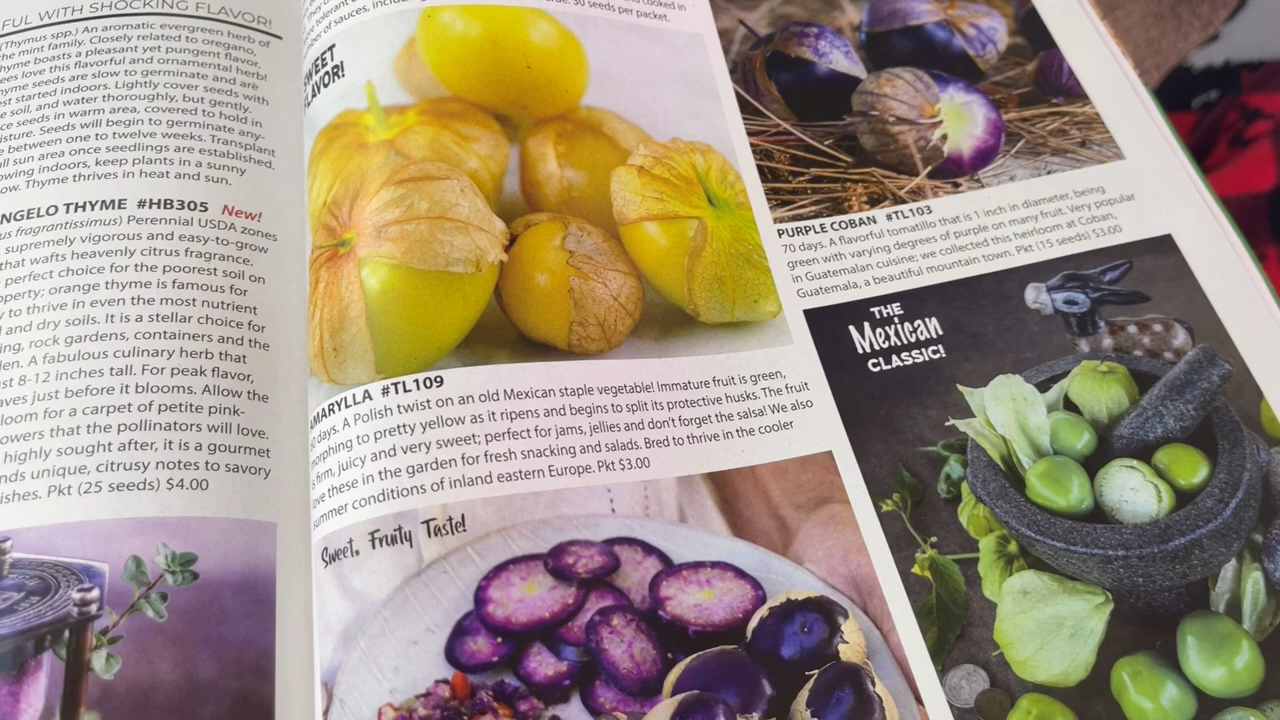 FUL WITH SHOCKING FLAVOR!
(Thymus spp.) An aromatic evergreen herb of
the mint family. Closely related to oregano,
thyme boasts a pleasant yet pungent flavor.
ees love this flavorful and ornamental herb!
hyme seeds are slow to germinate and are
est started indoors. Lightly cover seeds with
e soil, and water thoroughly, but gently.
ce seeds in warm area, covered to hold in
isture. Seeds will begin to germinate any-
e between one to twelve weeks. Transplant
ull sun area once seedlings are established.
owing indoors, keep plants in a sunny
ow. Thyme thrives in heat and sun.
NGELO THYME #HB305 New!
us fragrantissimus) Perennial USDA zones
supremely vigorous and easy-to-grow
that wafts heavenly citrus fragrance.
perfect choice for the poorest soil on
operty; orange thyme is famous for
y to thrive in even the most nutrient
l and dry soils. It is a stellar choice for
ing, rock gardens, containers and the
den. A fabulous culinary herb that
st 8-12 inches tall. For peak flavor,
aves just before it blooms. Allow the
loom for a carpet of petite pink-
owers that the pollinators will love.
highly sought after, it is a gourmet
nds unique, citrusy notes to savory
ishes. Pkt (25 seeds) $4.00
cooked in
of sauces, 30 seeds per packet.
SWEET
FLAVOR!
MARYLLA #TL109
days. A Polish twist on an old Mexican staple vegetable! Immature fruit is green,
morphing to pretty yellow as it ripens and begins to split its protective husks. The fruit
is firm, juicy and very sweet; perfect for jams, jellies and don't forget the salsa! We also
love these in the garden for fresh snacking and salads. Bred to thrive in the cooler
summer conditions of inland eastern Europe. Pkt $3.00
Sweet, Fruity Taste!
PURPLE COBAN #TL103
70 days. A flavorful tomatillo that is 1 inch in diameter, being
green with varying degrees of purple on many fruit. Very popular
in Guatemalan cuisine; we collected this heirloom at Coban,
Guatemala, a beautiful mountain town. Pkt (15 seeds) $3.00
THE
Mexican
CLASSIC!